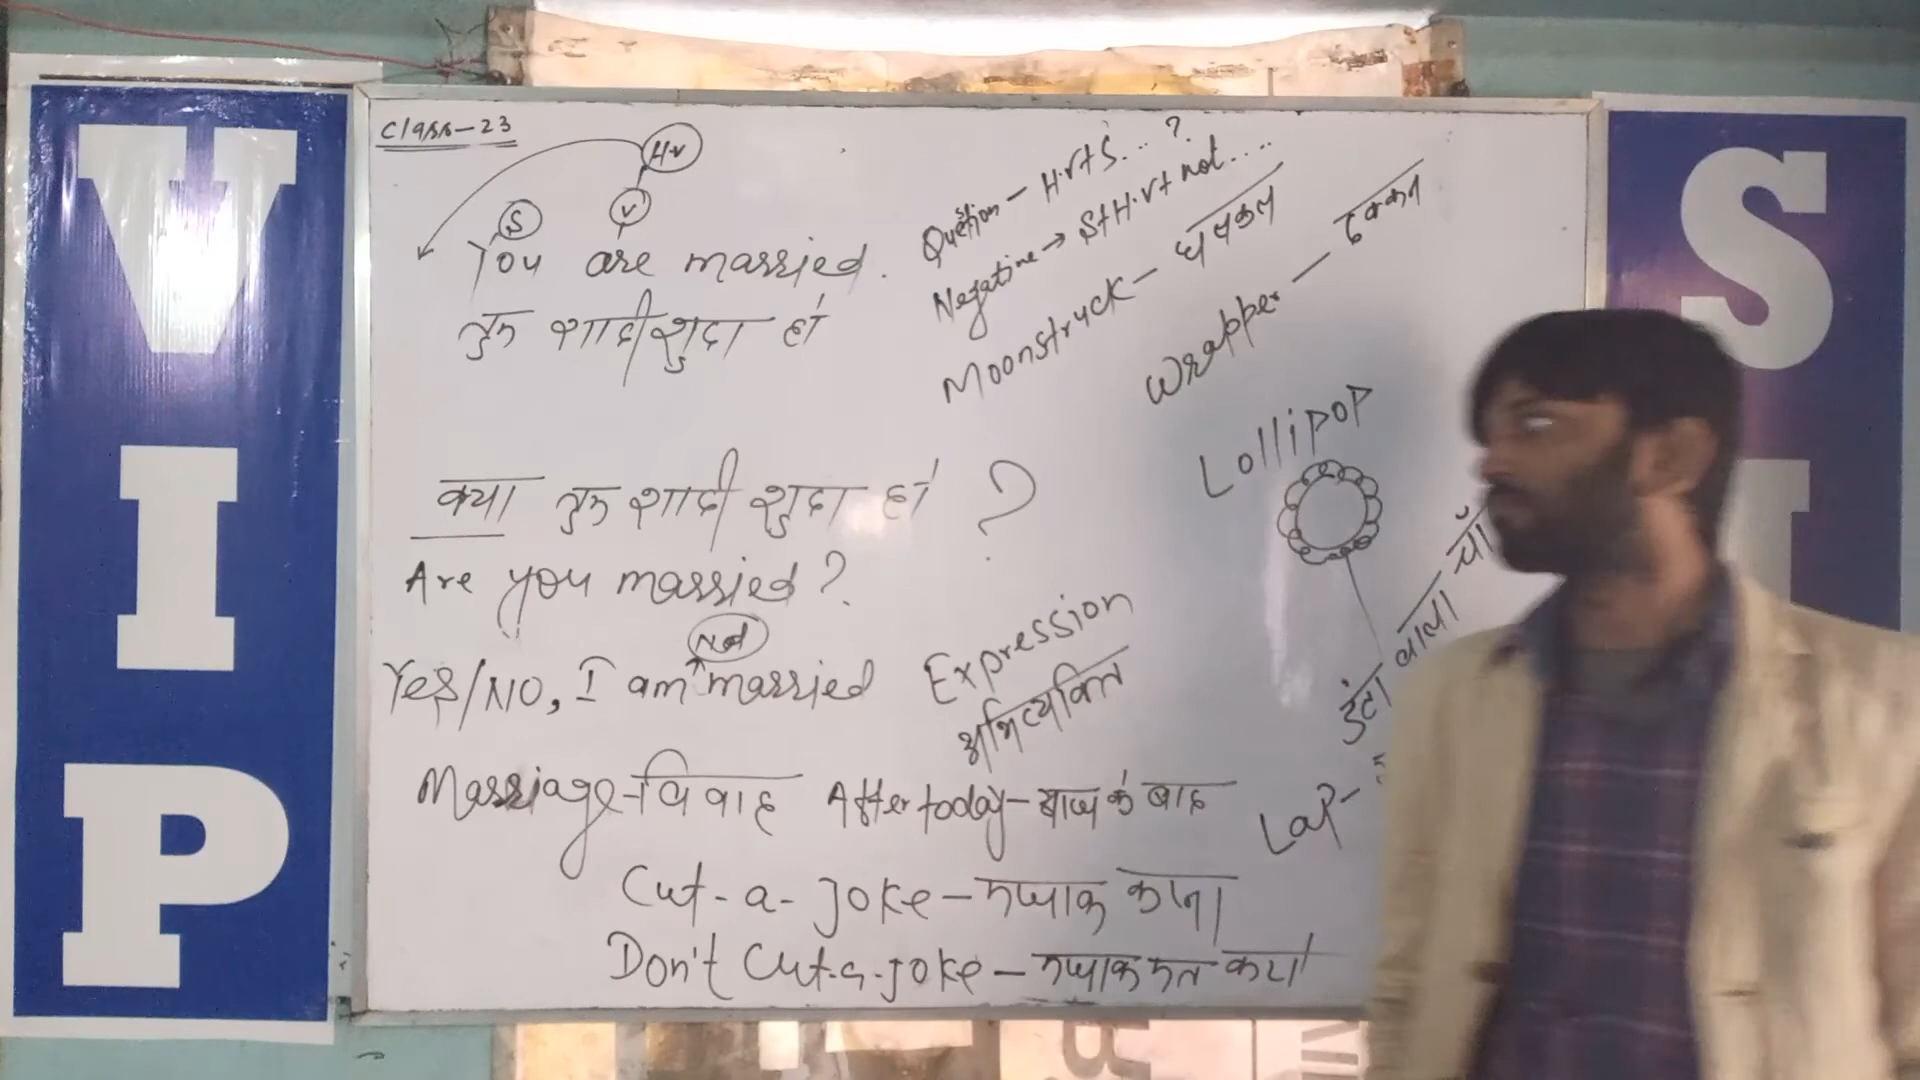 VIP
S
Class-23
H.v
S
V
You are married.
तुम शादीशुदा हो
Question - H.V+S...?
Negative → S+H.V+ not....
Moonstruck -
Wrapper - ढक्कन
क्या तुम शादी शुदा हो ?
Are you married?
Not
Yes/NO, I am married
Lollipop
डंटा वाला
Expression
अभिव्यक्ति
Marriage-विवाह After today-आज के बाद
Lap-
Cut-a-joke-मजाक करना
Don't Cut-a-joke-मजाक मत करो